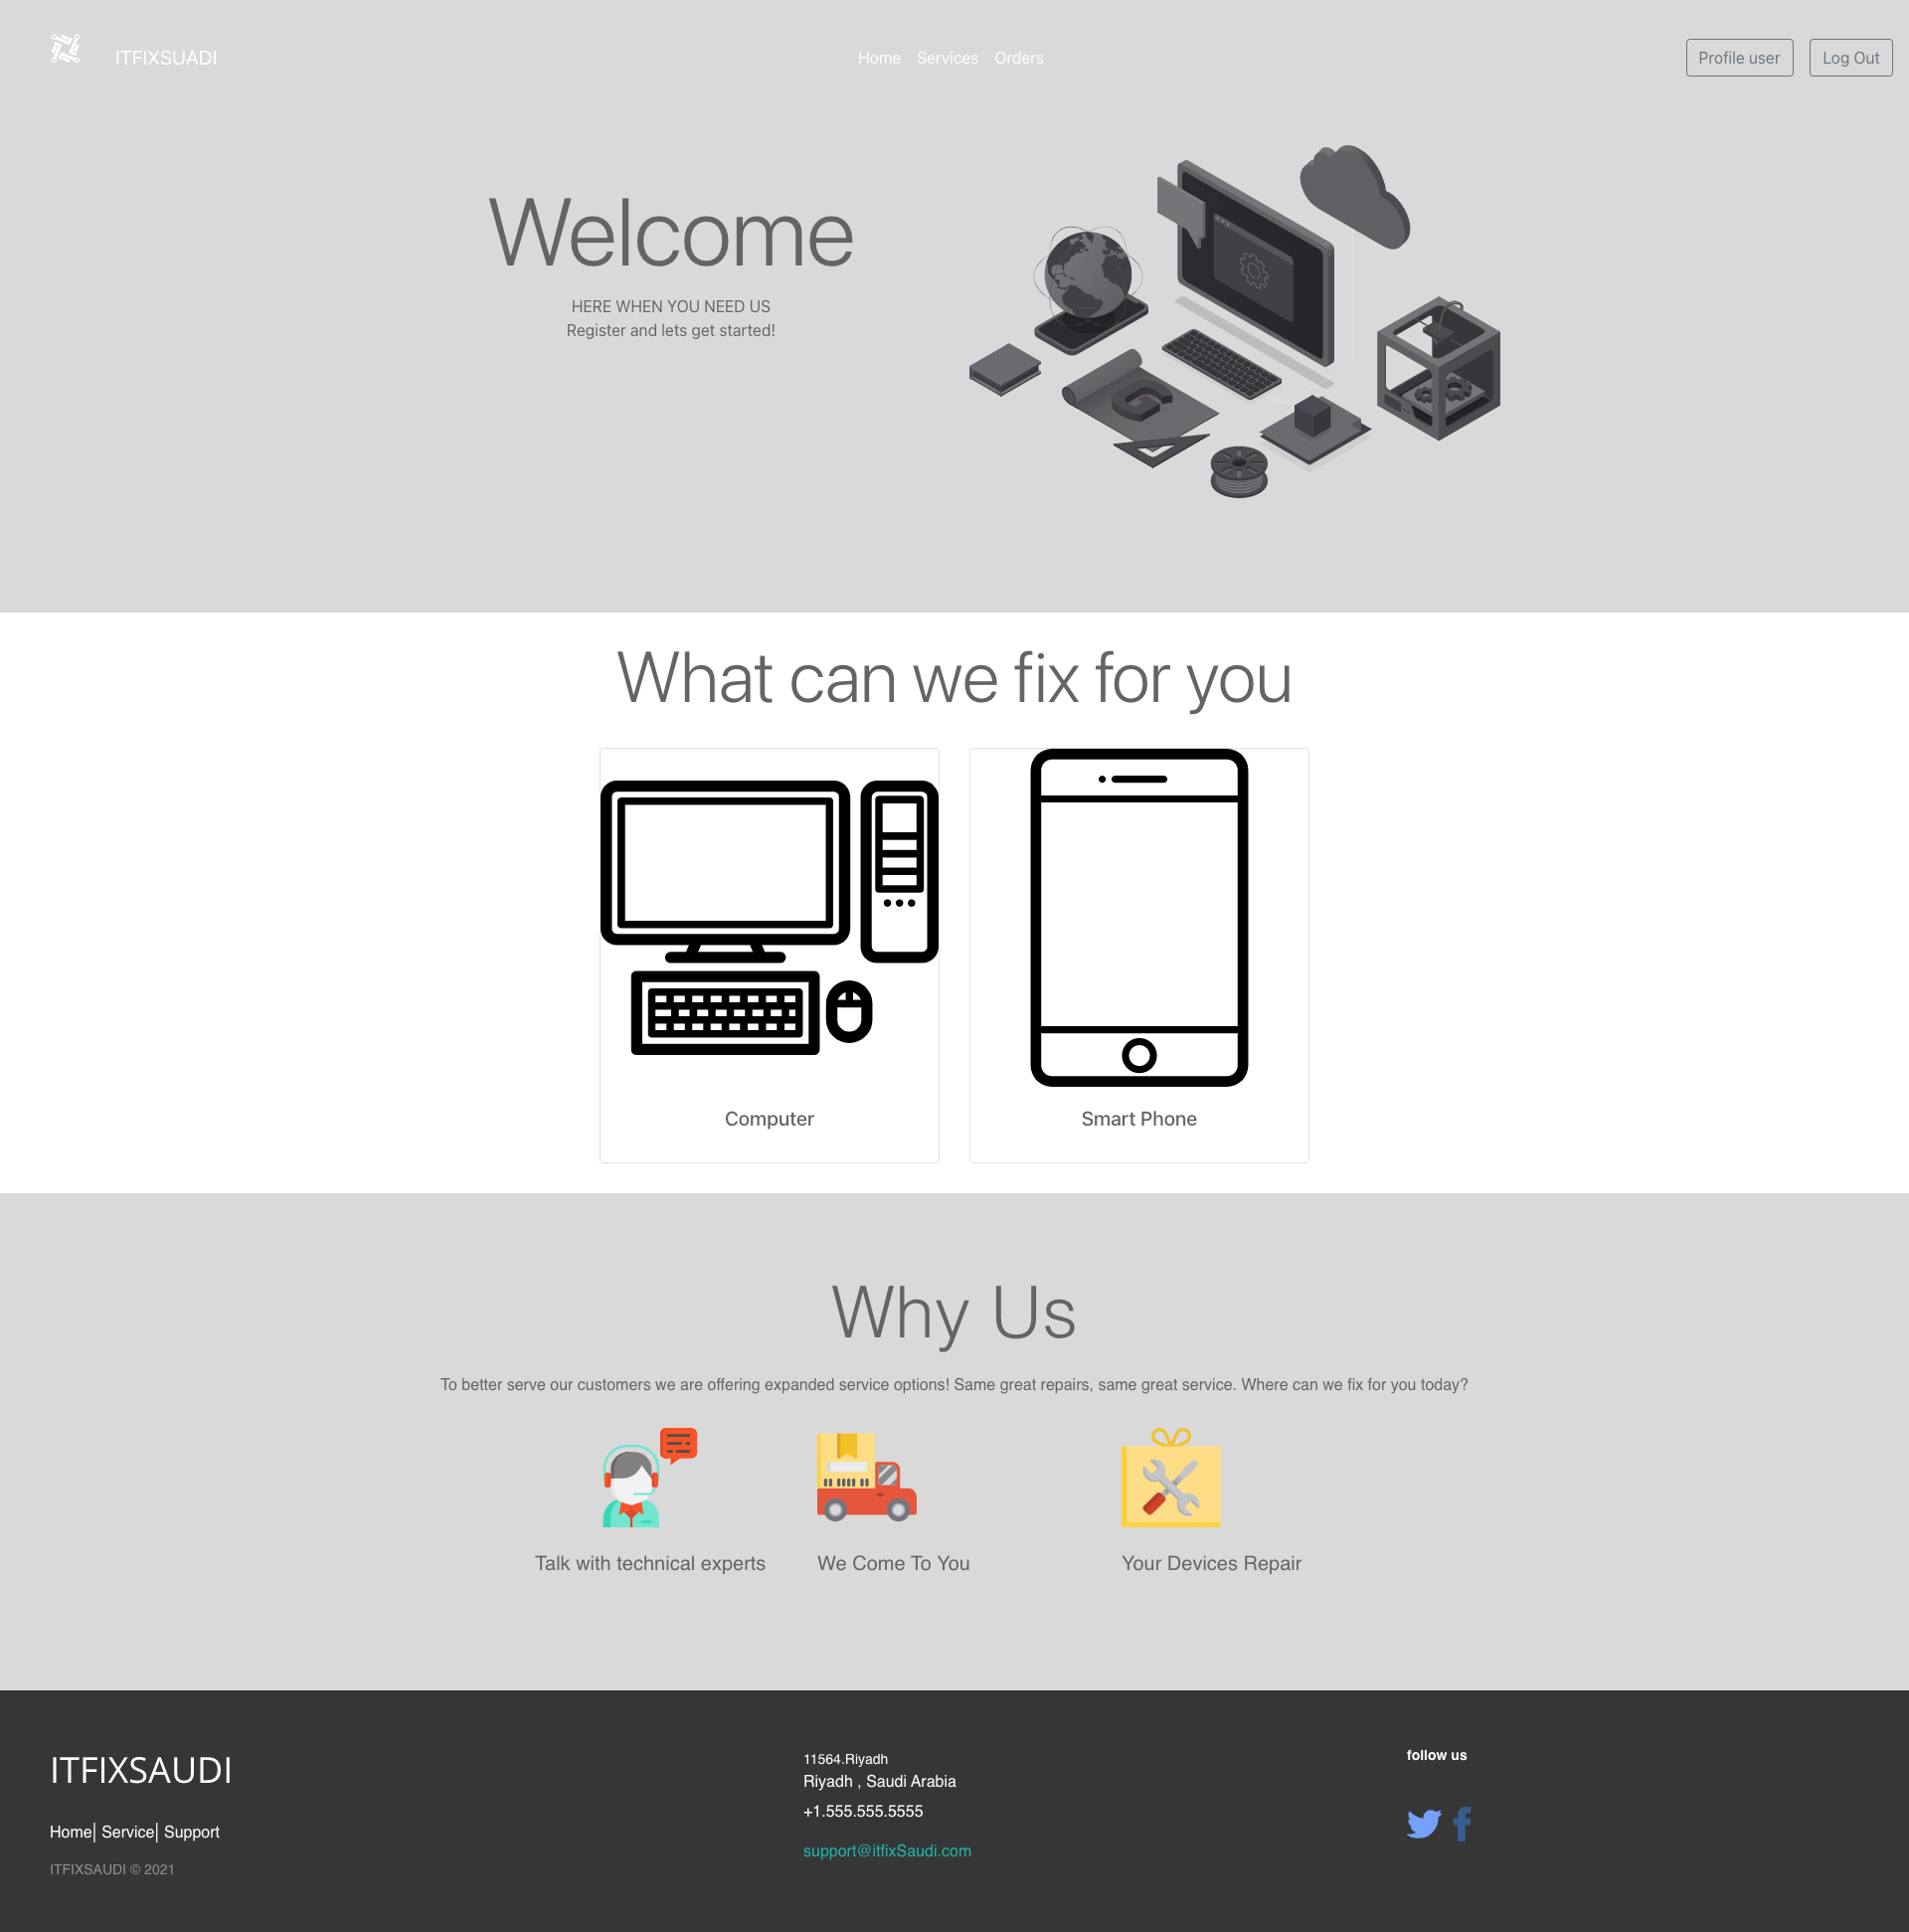 ITFIXSUADI
Home Services Orders
Profile user
Log Out
Welcome
HERE WHEN YOU NEED US
Register and lets get started!
What can we fix for you
Computer
Smart Phone
Why Us
To better serve our customers we are offering expanded service options! Same great repairs, same great service. Where can we fix for you today?
Talk with technical experts
We Come To You
Your Devices Repair
ITFIXSAUDI
Home| Service| Support
ITFIXSAUDI © 2021
11564.Riyadh
Riyadh , Saudi Arabia
+1.555.555.5555
support@itfixSaudi.com
follow us